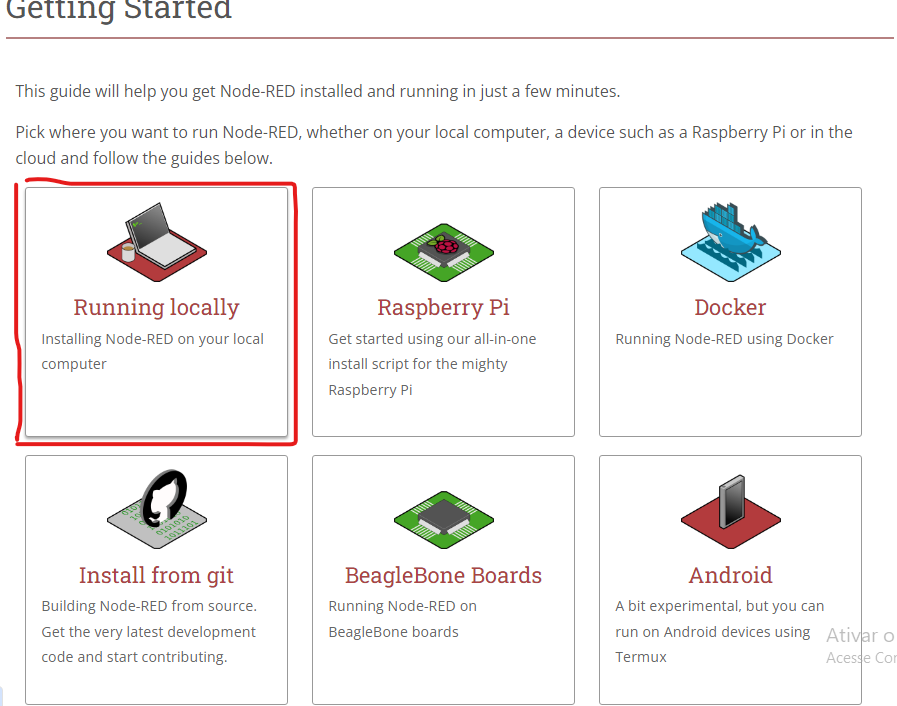 Getting Started
This guide will help you get Node-RED installed and running in just a few minutes.
Pick where you want to run Node-RED, whether on your local computer, a device such as a Raspberry Pi or in the
cloud and follow the guides below.
Running locally
Installing Node-RED on your local
computer
Raspberry Pi
Get started using our all-in-one
install script for the mighty
Raspberry Pi
Docker
Running Node-RED using Docker
Install from git
Building Node-RED from source.
Get the very latest development
code and start contributing.
BeagleBone Boards
Running Node-RED on
BeagleBone boards
Android
A bit experimental, but you can
run on Android devices using
Termux
Ativar o
Acesse Cor